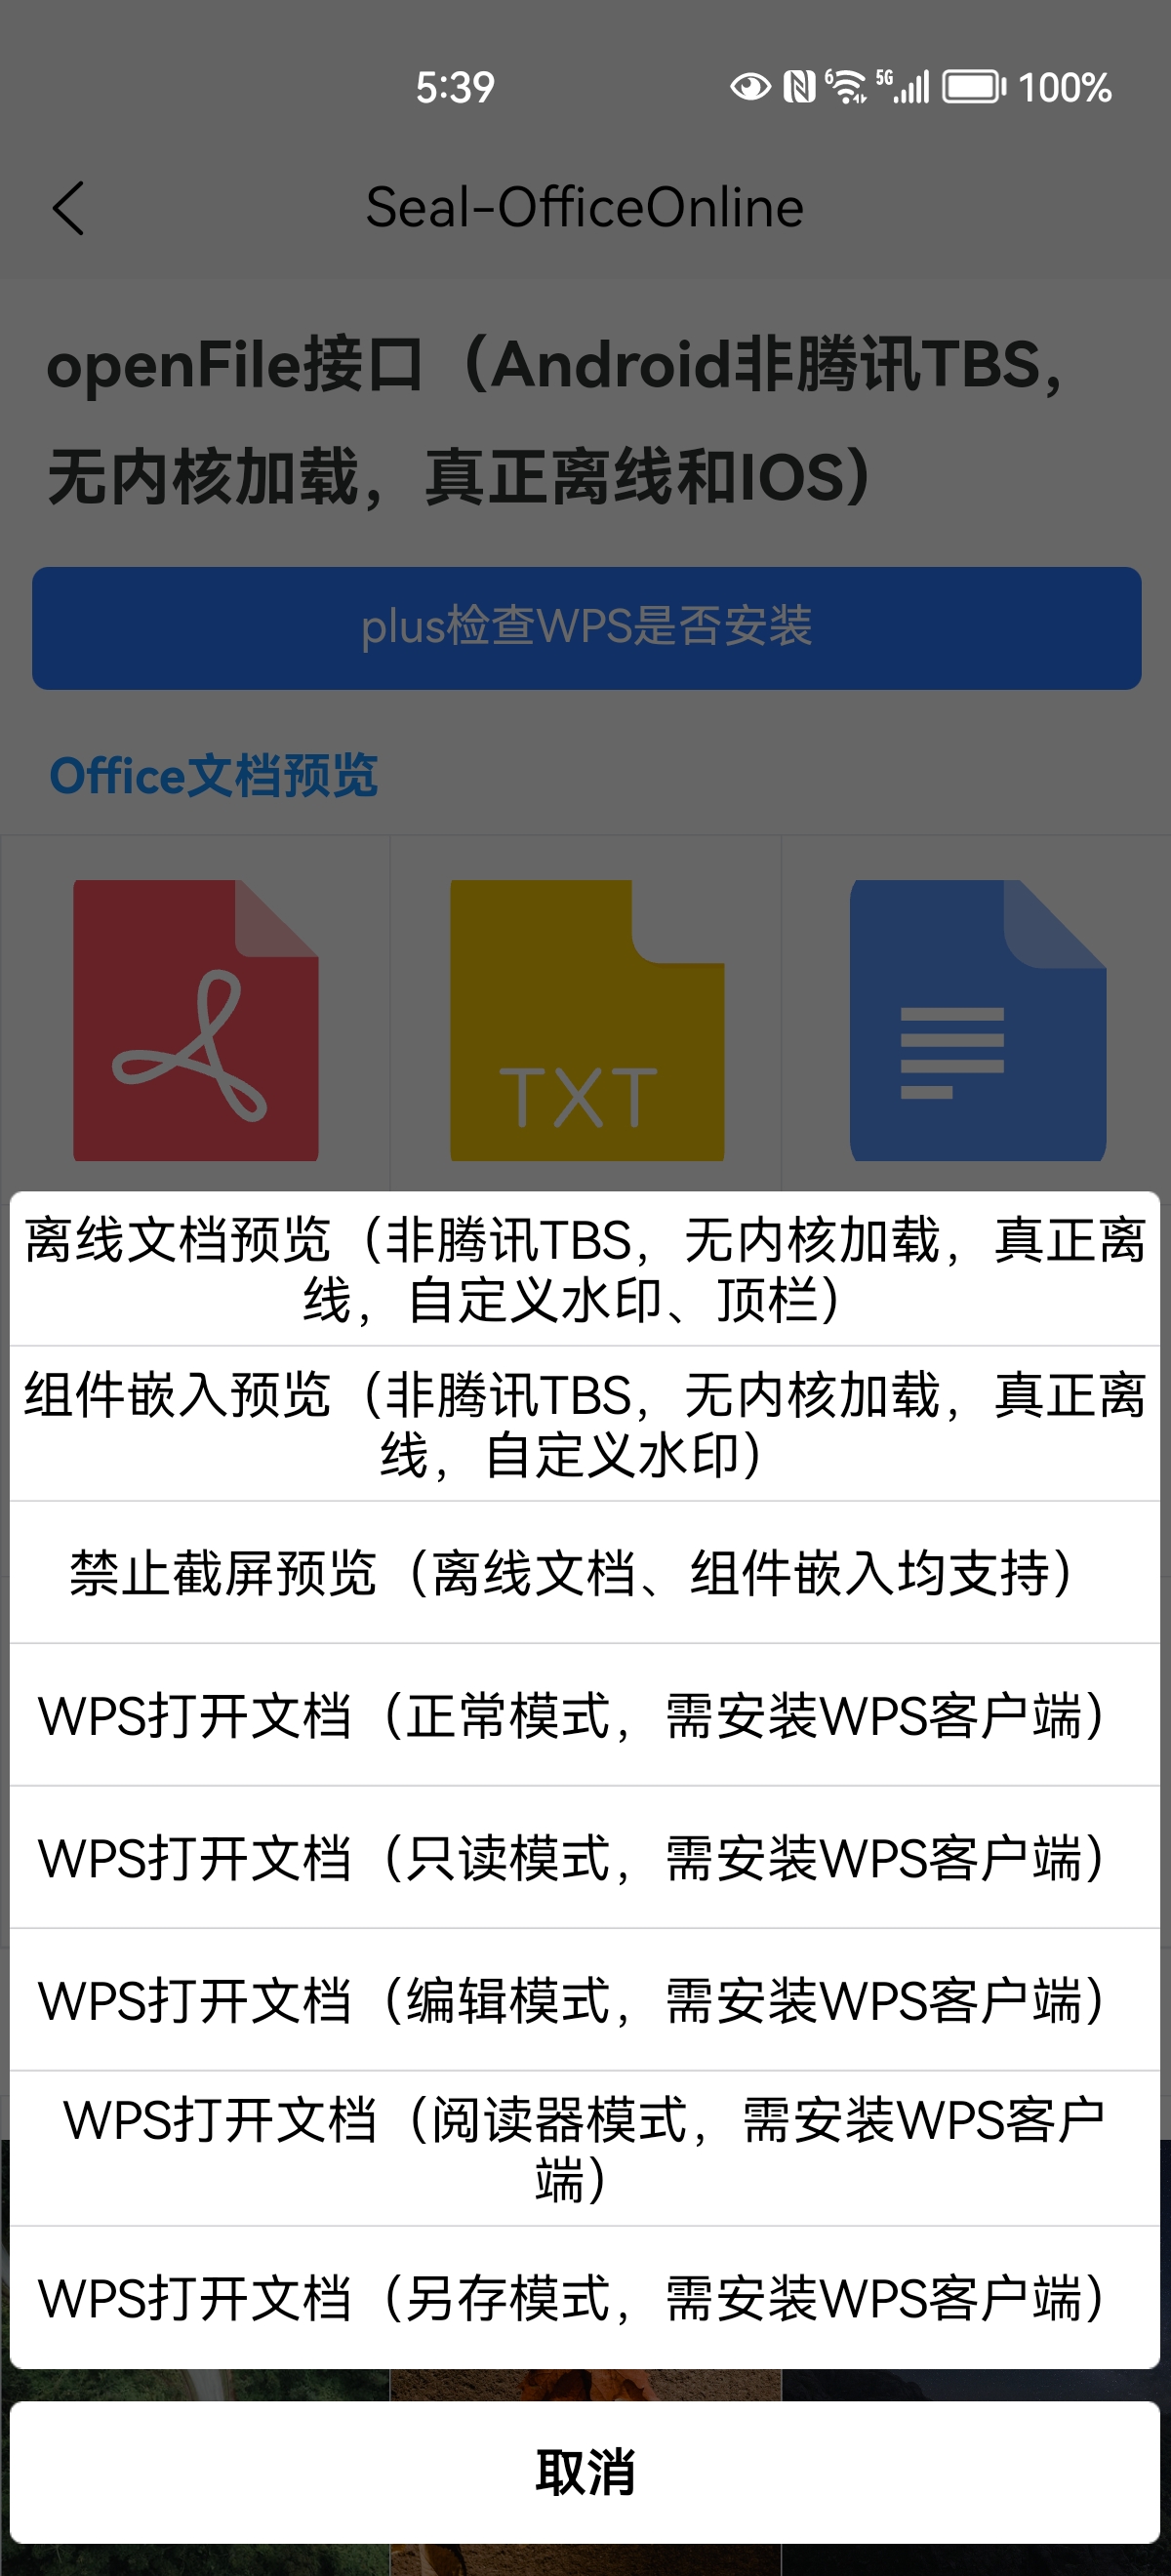 5:39
6
5G
100%
Seal-OfficeOnline
openFile接口（Android非腾讯TBS，
无内核加载，真正离线和IOS）
plus检查WPS是否安装
Office文档预览
TXT
离线文档预览（非腾讯TBS，无内核加载，真正离
线，自定义水印、顶栏）
组件嵌入预览（非腾讯TBS，无内核加载，真正离
线，自定义水印）
禁止截屏预览（离线文档、组件嵌入均支持）
WPS打开文档（正常模式，需安装WPS客户端）
WPS打开文档（只读模式，需安装WPS客户端）
WPS打开文档（编辑模式，需安装WPS客户端）
WPS打开文档（阅读器模式，需安装WPS客户
端）
WPS打开文档（另存模式，需安装WPS客户端）
取消